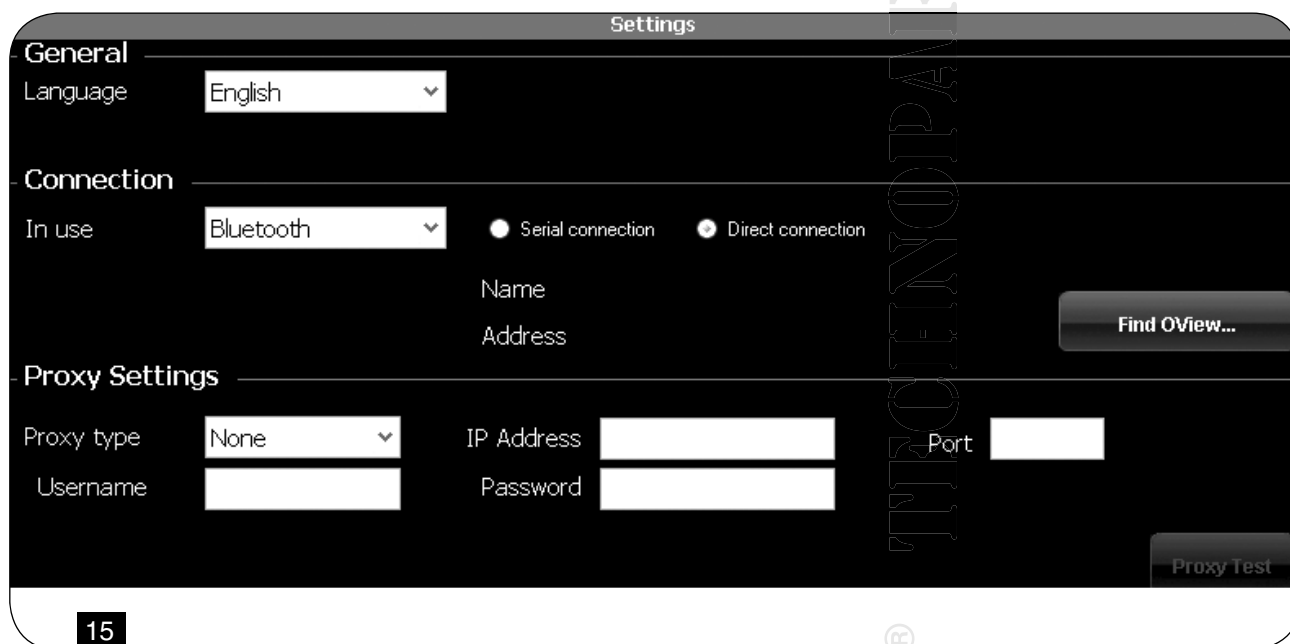 Settings
General
Language English
Connection
In use Bluetooth Serial connection Direct connection
Name
Address
Find OView...
Proxy Settings
Proxy type None IP Address Port
Username Password
Proxy Test
15
TECHNOPA
®